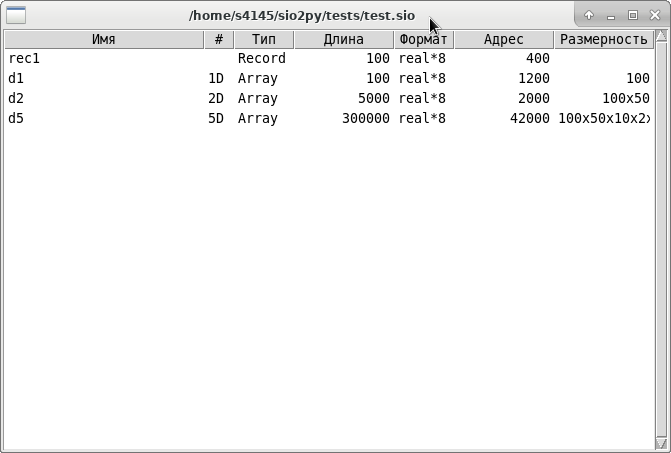 /home/s4145/sio2py/tests/test.sio
Имя # Тип Длина Формат Адрес Размерность
rec1 Record 100 real*8 400
d1 1D Array 100 real*8 1200 100
d2 2D Array 5000 real*8 2000 100x50
d5 5D Array 300000 real*8 42000 100x50x10x2x